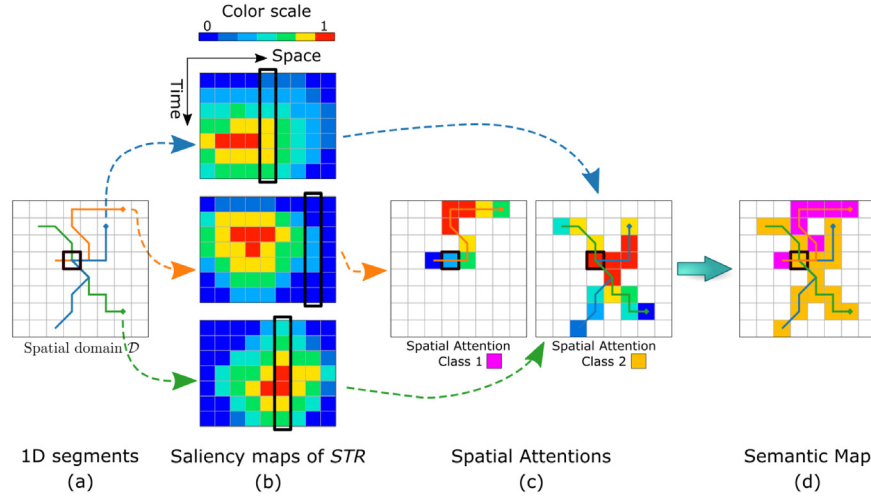 Color scale
0 1
Space
Time
Spatial domain D
Spatial Attention
Class 1
Spatial Attention
Class 2
1D segments
(a)
Saliency maps of STR
(b)
Spatial Attentions
(c)
Semantic Map
(d)